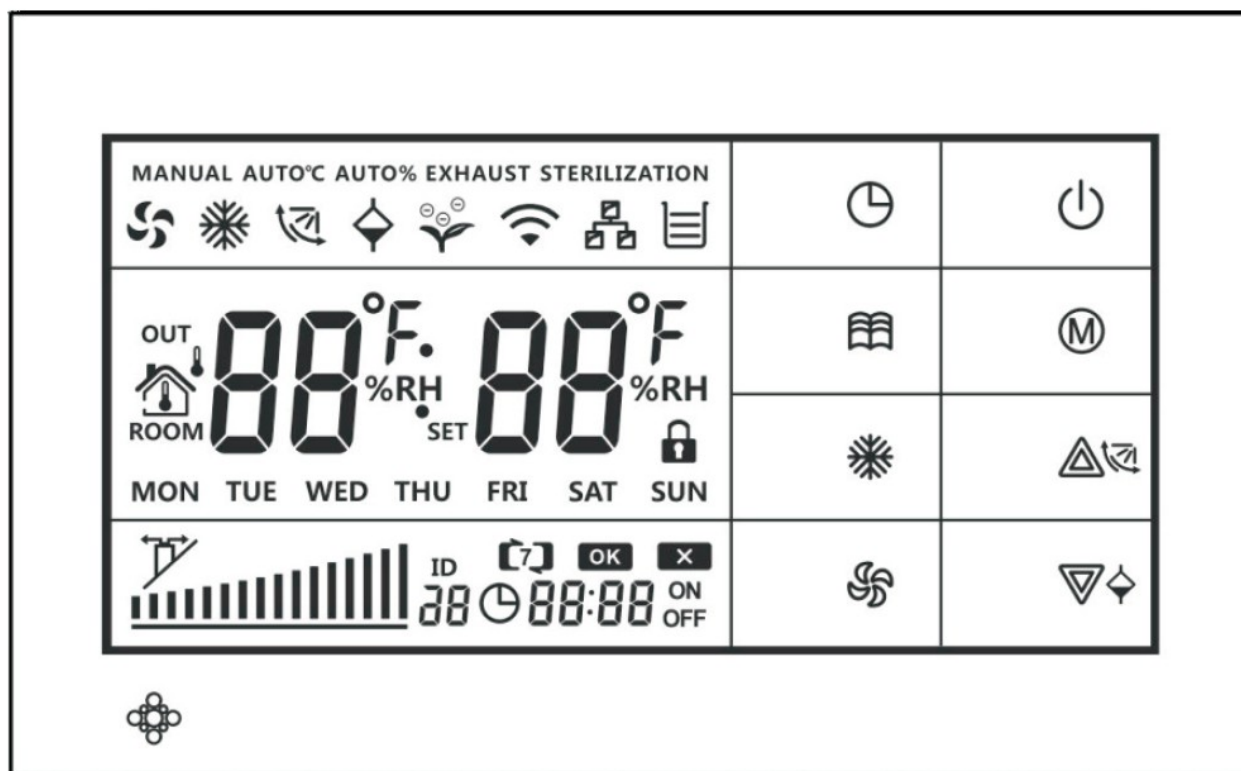 MANUAL AUTO°C AUTO% EXHAUST STERILIZATION
OUT 88°F. 88°F
%RH %RH
ROOM SET
MON TUE WED THU FRI SAT SUN
ID 7 OK X
88 88:88 ON
OFF
M